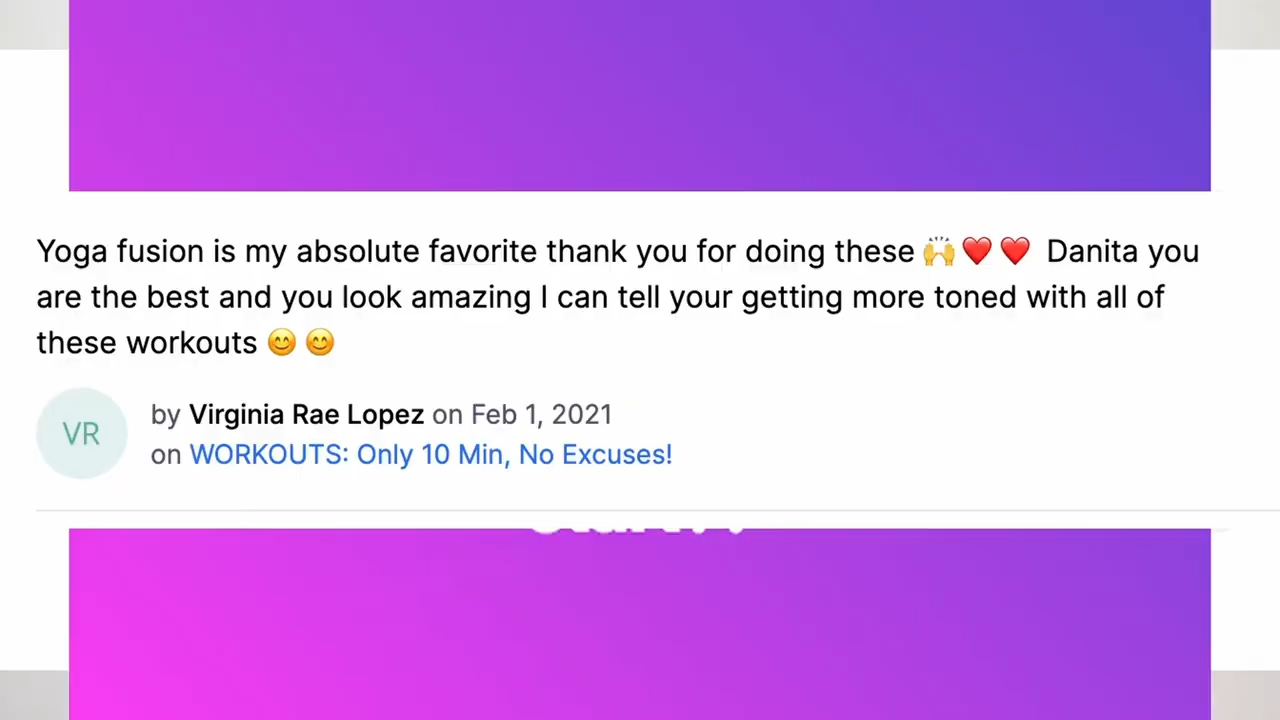 Yoga fusion is my absolute favorite thank you for doing these 🙌❤️❤️ Danita you
are the best and you look amazing I can tell your getting more toned with all of
these workouts 😊 😊
VR
by Virginia Rae Lopez on Feb 1, 2021
on WORKOUTS: Only 10 Min, No Excuses!